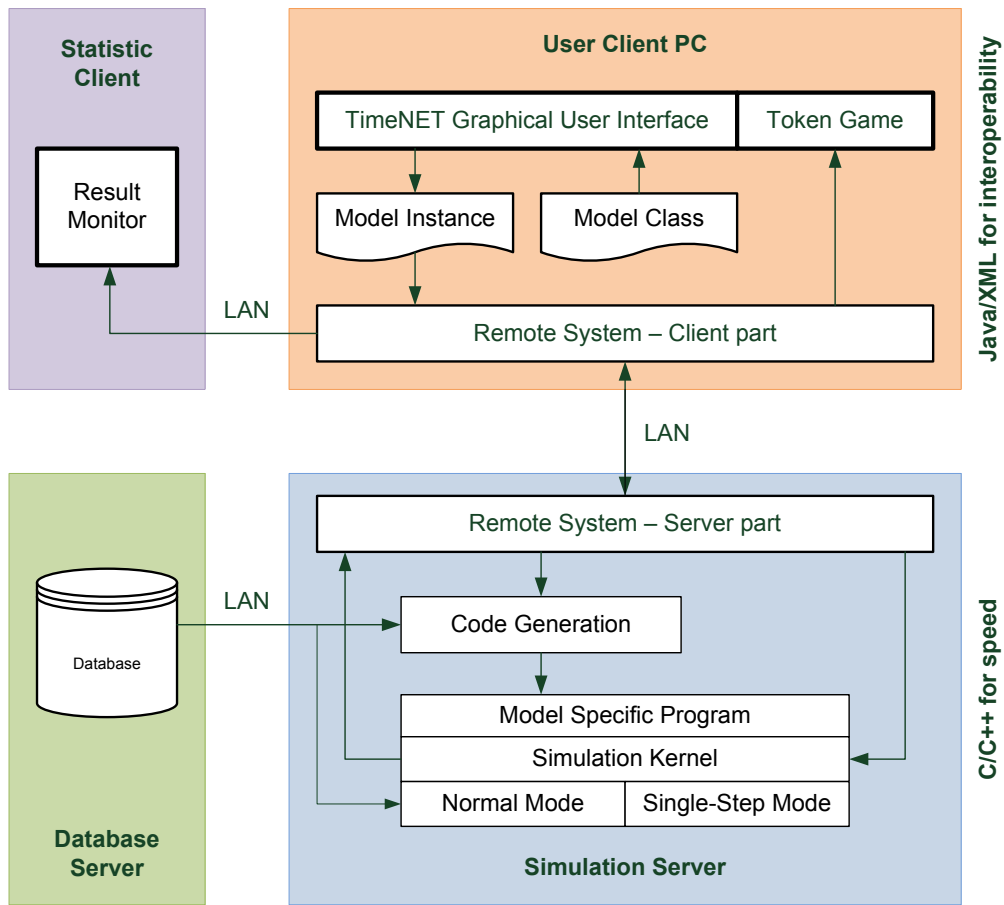 Statistic
Client
Result
Monitor
LAN
User Client PC
TimeNET Graphical User Interface
Token Game
Model Instance
Model Class
Remote System – Client part
Java/XML for interoperability
LAN
Remote System – Server part
LAN
Database
Database
Server
Code Generation
Model Specific Program
Simulation Kernel
Normal Mode
Single-Step Mode
Simulation Server
C/C++ for speed